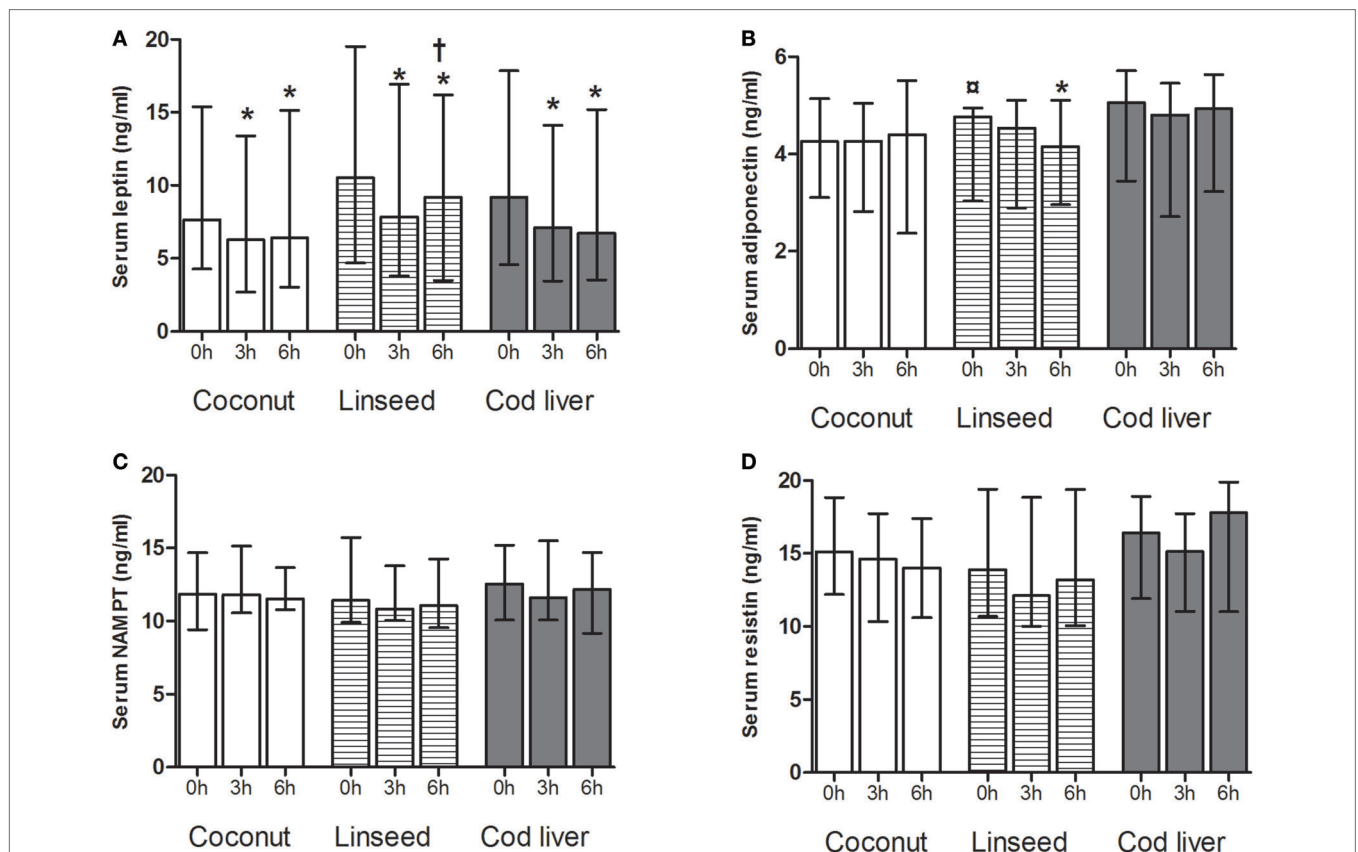 A
Serum leptin (ng/ml)
20
15
10
5
0
* * * † * * *
0h 3h 6h 0h 3h 6h 0h 3h 6h
Coconut Linseed Cod liver
B
Serum adiponectin (ng/ml)
6
4
2
0
¤ *
0h 3h 6h 0h 3h 6h 0h 3h 6h
Coconut Linseed Cod liver
C
Serum NAMPT (ng/ml)
20
15
10
5
0
0h 3h 6h 0h 3h 6h 0h 3h 6h
Coconut Linseed Cod liver
D
Serum resistin (ng/ml)
20
15
10
5
0
0h 3h 6h 0h 3h 6h 0h 3h 6h
Coconut Linseed Cod liver